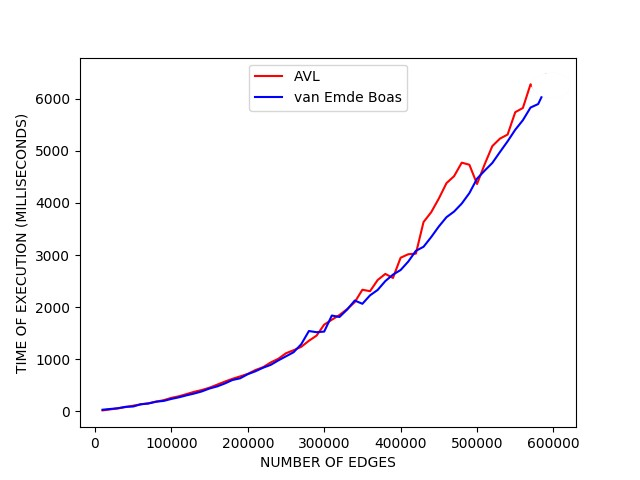 AVL
van Emde Boas
TIME OF EXECUTION (MILLISECONDS)
6000
5000
4000
3000
2000
1000
0
0 100000 200000 300000 400000 500000 600000
NUMBER OF EDGES